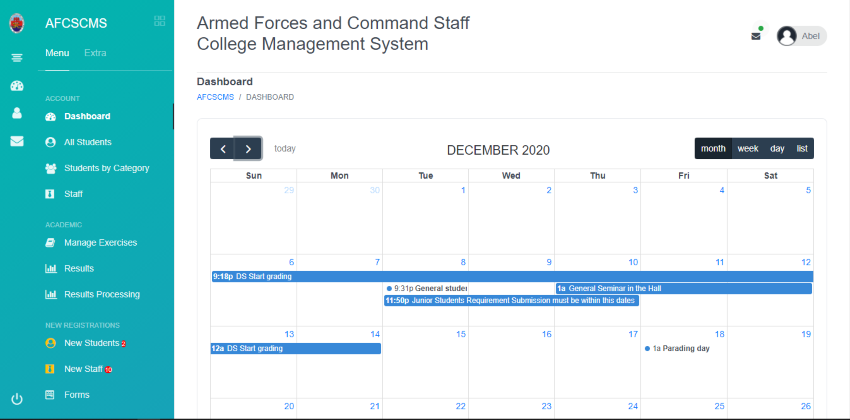 AFCSCMS
Menu
Extra
ACCOUNT
Dashboard
All Students
Students by Category
Staff
ACADEMIC
Manage Exercises
Results
Results Processing
NEW REGISTRATIONS
New Students 2
New Staff 10
Forms
Armed Forces and Command Staff
College Management System
Abel
Dashboard
AFCSCMS / DASHBOARD
today
DECEMBER 2020
month week day list
Sun Mon Tue Wed Thu Fri Sat
29 30 1 2 3 4 5
6 7 8 9 10 11 12
9:18p DS Start grading
9:31p General studer
1a General Seminar in the Hall
11:50p Junior Students Requirement Submission must be within this dates
13 14 15 16 17 18 19
12a DS Start grading
1a Parading day
20 21 22 23 24 25 26